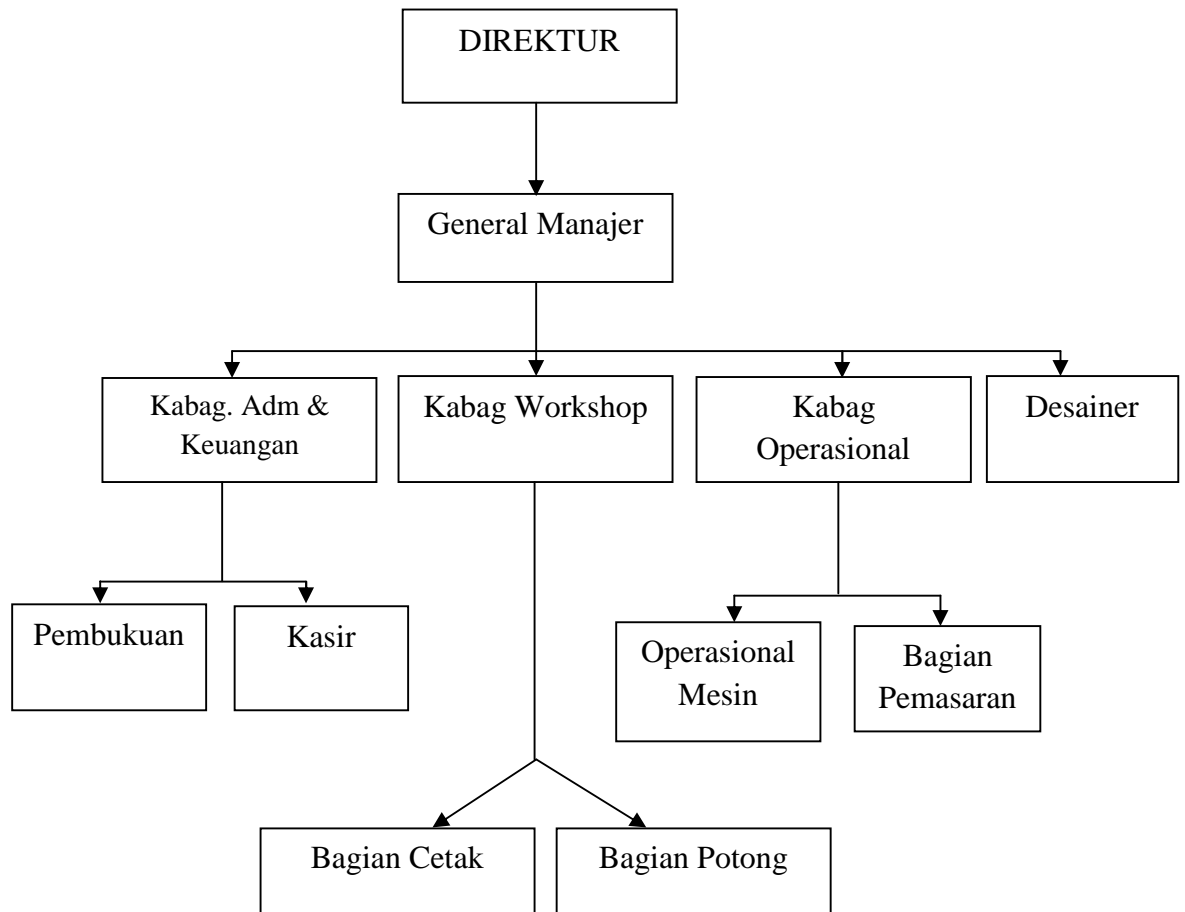 DIREKTUR
General Manajer
Kabag. Adm &
Keuangan
Kabag Workshop
Kabag
Operasional
Desainer
Pembukuan
Kasir
Operasional
Mesin
Bagian
Pemasaran
Bagian Cetak
Bagian Potong